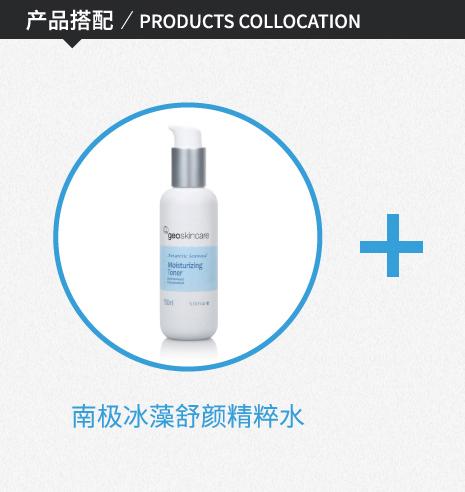 产品搭配 / PRODUCTS COLLOCATION
geoskincare
Antarctic Seaweed
Moisturizing
Toner
南极冰藻舒颜精粹水